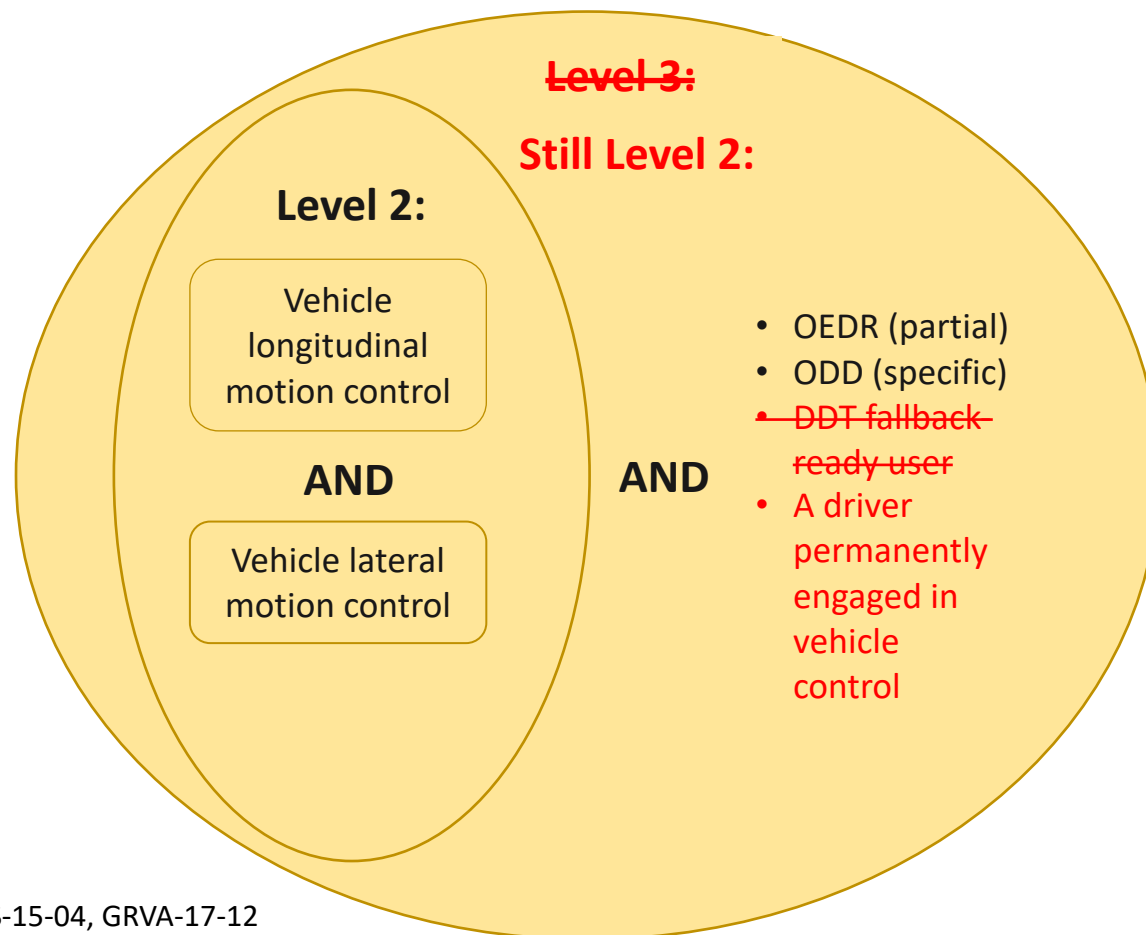 Level 3:
Still Level 2:
Level 2:
Vehicle
longitudinal
motion control
AND
Vehicle lateral
motion control
AND
• OEDR (partial)
• ODD (specific)
• DDT fallback
ready user
• A driver
permanently
engaged in
vehicle
control
-15-04, GRVA-17-12